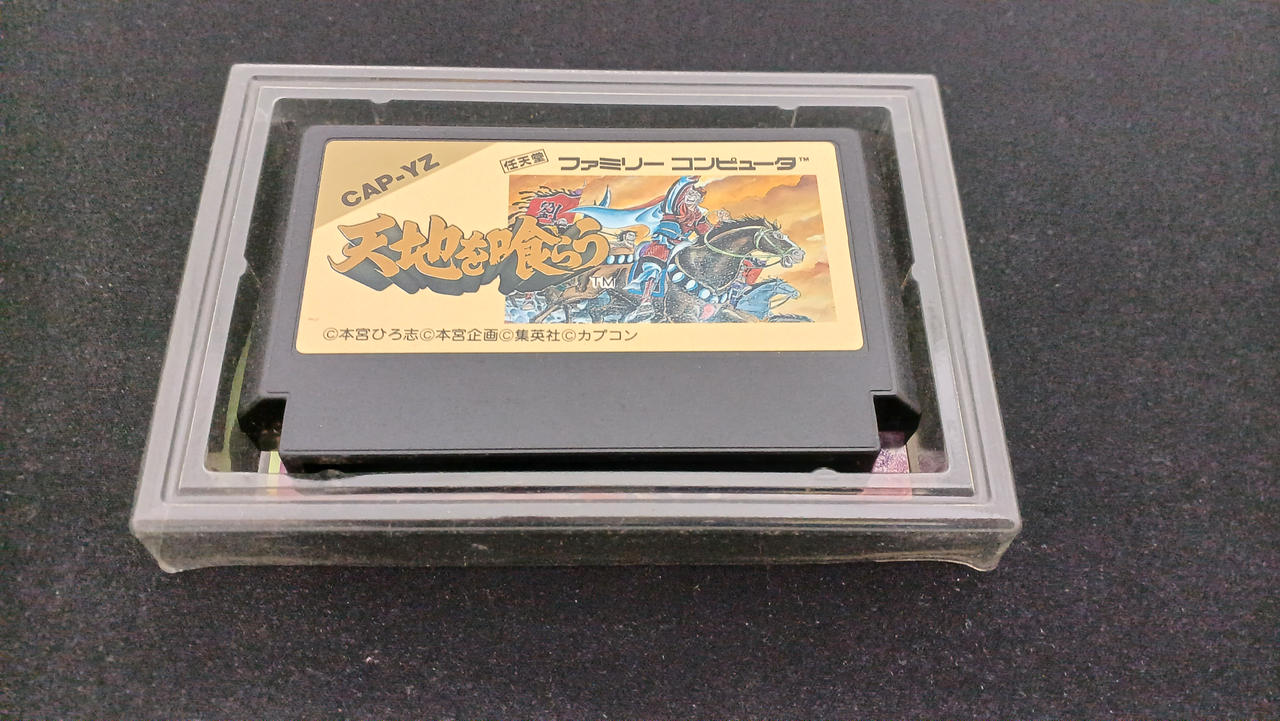 CAP-YZ
任天堂 ファミリー コンピュータ™
劉
天地を喰らう
TM
©本宮ひろ志©本宮企画©集英社©カプコン